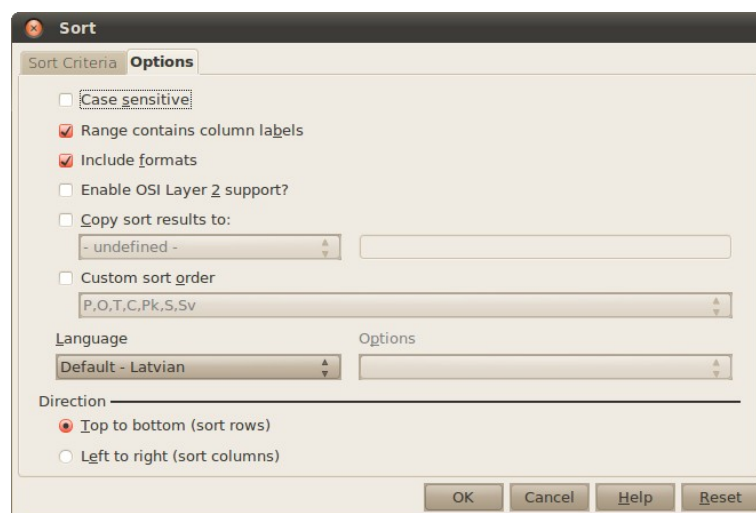 Sort
Sort Criteria Options
Case sensitive
Range contains column labels
Include formats
Enable OSI Layer 2 support?
Copy sort results to:
- undefined -
Custom sort order
P,O,T,C,Pk,S,Sv
Language Options
Default - Latvian
Direction
Top to bottom (sort rows)
Left to right (sort columns)
OK Cancel Help Reset